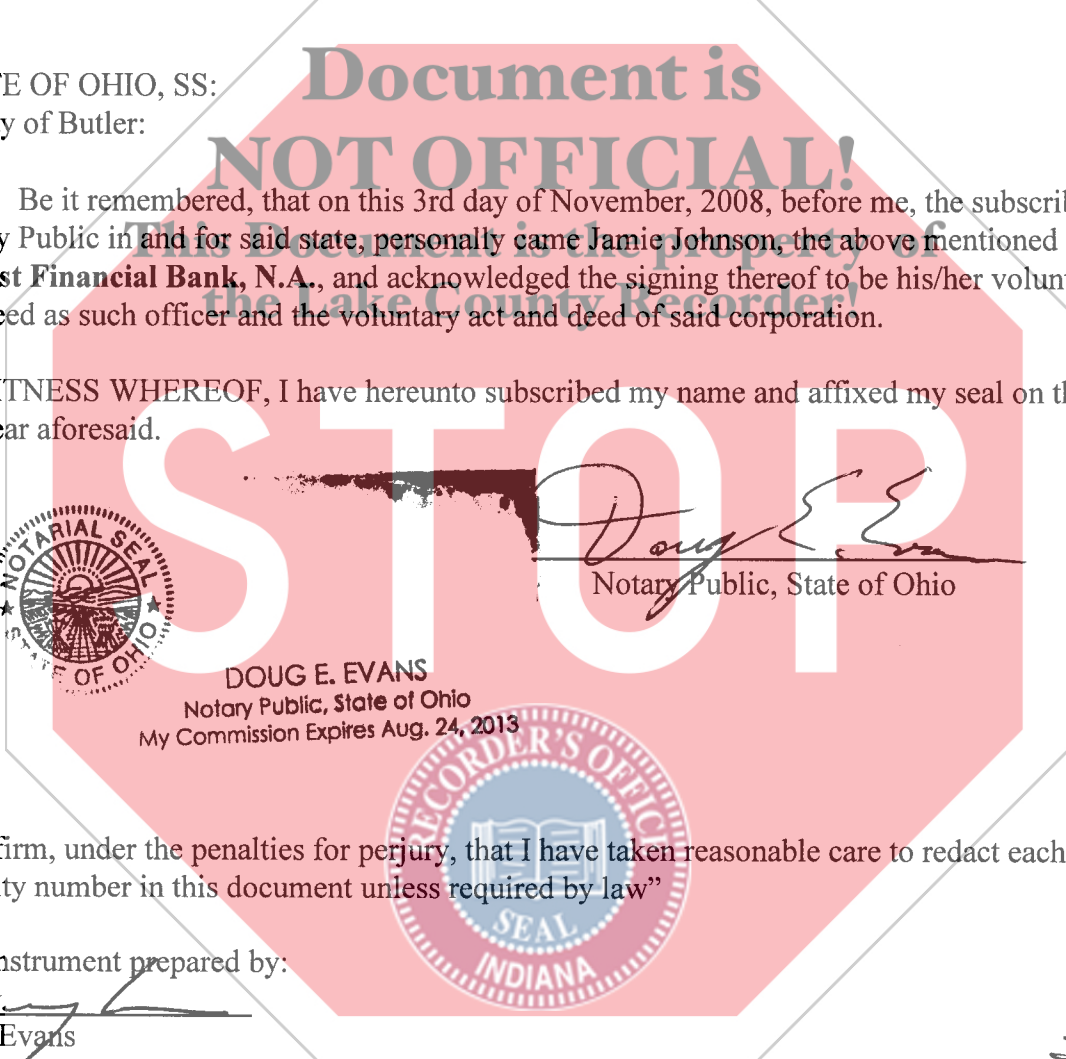 Document is
NOT OFFICIAL!
This Document is the property of
the Lake County Recorder!
STOP
TE OF OHIO, SS:
y of Butler:
Be it remembered, that on this 3rd day of November, 2008, before me, the subscrib
y Public in and for said state, personally came Jamie Johnson, the above mentioned
st Financial Bank, N.A., and acknowledged the signing thereof to be his/her volunt
eed as such officer and the voluntary act and deed of said corporation.
ITNESS WHEREOF, I have hereunto subscribed my name and affixed my seal on th
ear aforesaid.
Doug E. Evans
Notary Public, State of Ohio
NOTARIAL SEAL
STATE OF OHIO
DOUG E. EVANS
Notary Public, State of Ohio
My Commission Expires Aug. 24, 2013
RECORDER'S OFFICE
SEAL
INDIANA
firm, under the penalties for perjury, that I have taken reasonable care to redact each
ity number in this document unless required by law”
nstrument prepared by:
Evans